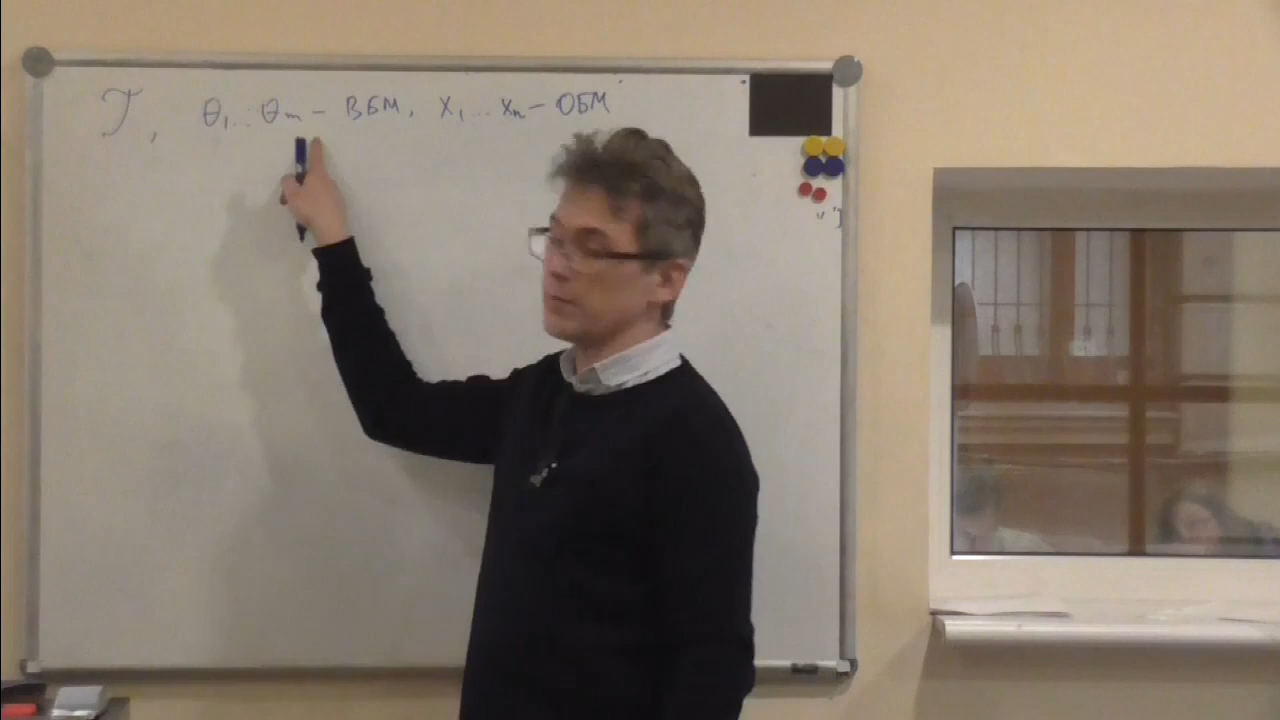 𝒯, θ₁...θₘ – ВБМ, X₁...Xₙ – ОБМ